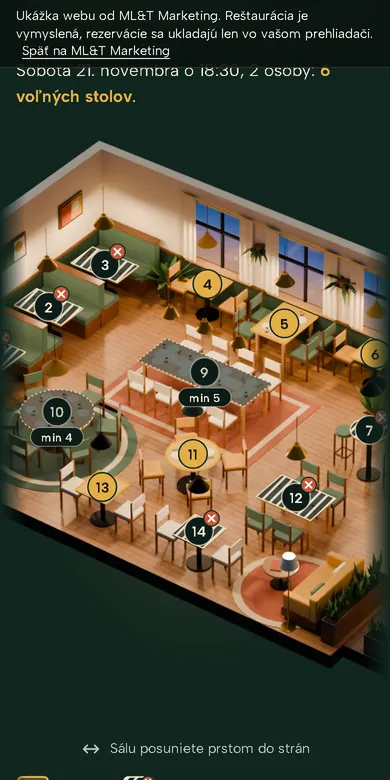 Ukážka webu od ML&T Marketing. Reštaurácia je
vymyslená, rezervácie sa ukladajú len vo vašom prehliadači.
Späť na ML&T Marketing
Sobota 21. novembra o 18:30, 2 osoby: 6
voľných stolov.
3
4
2
5
6
9
min 5
10
min 4
7
11
13
12
14
Sálu posuniete prstom do strán